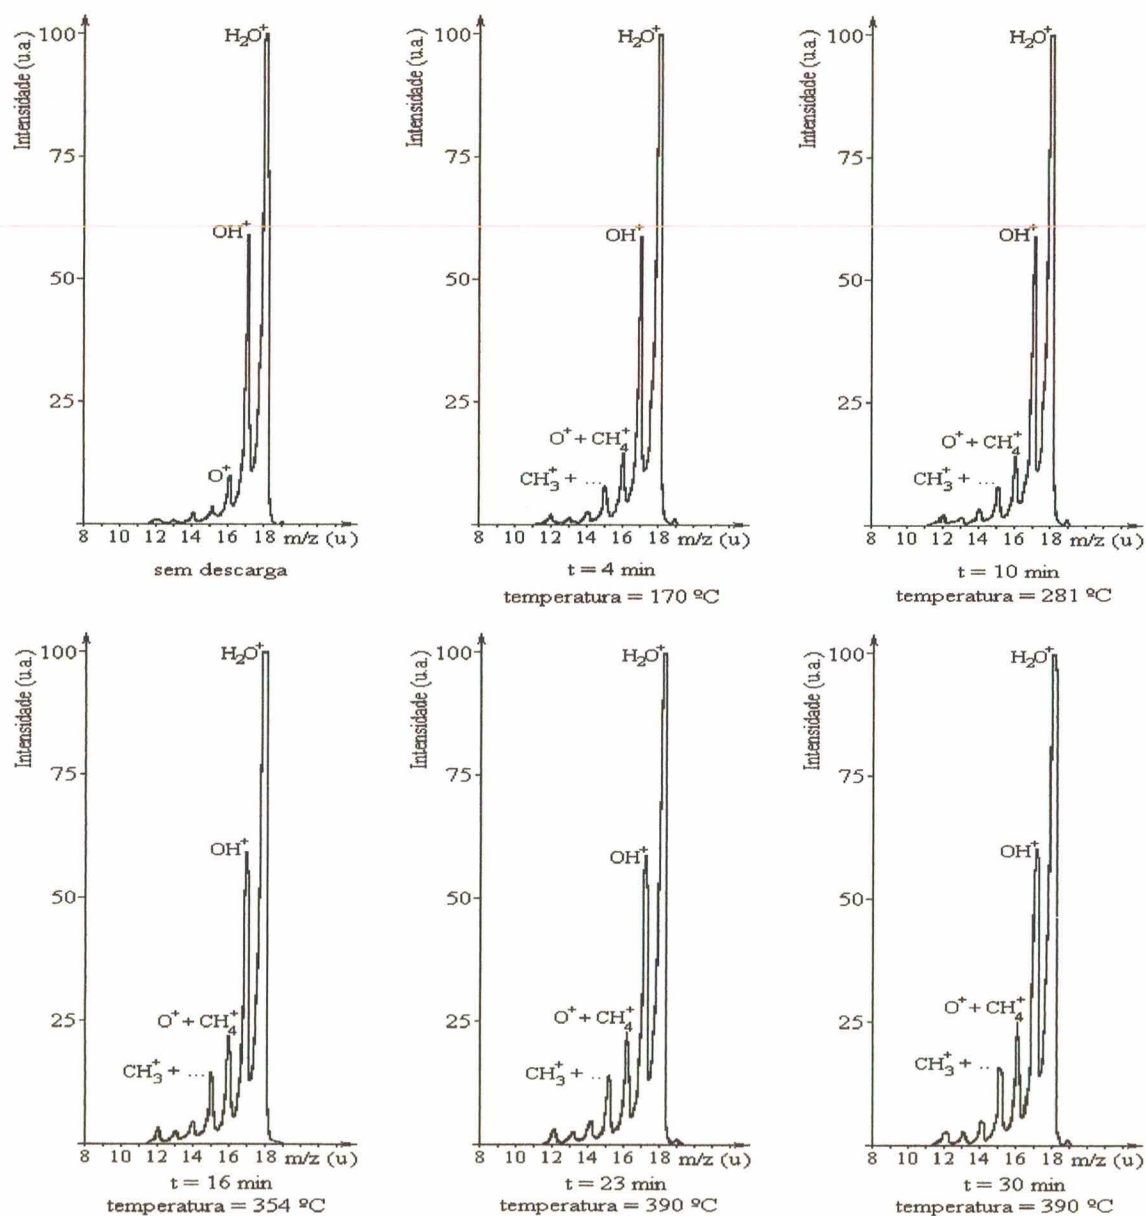 Intensidade (u.a.)
100
75
50
25
H₂O⁺
OH⁺
O⁺
8 10 12 14 16 18 m/z (u)
sem descarga
Intensidade (u.a.)
100
75
50
25
H₂O⁺
OH⁺
O⁺ + CH₄⁺
CH₃⁺ + ...
8 10 12 14 16 18 m/z (u)
t = 4 min
temperatura = 170 ºC
Intensidade (u.a.)
100
75
50
25
H₂O⁺
OH⁺
O⁺ + CH₄⁺
CH₃⁺ + ...
8 10 12 14 16 18 m/z (u)
t = 10 min
temperatura = 281 ºC
Intensidade (u.a.)
100
75
50
25
H₂O⁺
OH⁺
O⁺ + CH₄⁺
CH₃⁺ + ...
8 10 12 14 16 18 m/z (u)
t = 16 min
temperatura = 354 ºC
Intensidade (u.a.)
100
75
50
25
H₂O⁺
OH⁺
O⁺ + CH₄⁺
CH₃⁺ + ...
8 10 12 14 16 18 m/z (u)
t = 23 min
temperatura = 390 ºC
Intensidade (u.a.)
100
75
50
25
H₂O⁺
OH⁺
O⁺ + CH₄⁺
CH₃⁺ + ..
8 10 12 14 16 18 m/z (u)
t = 30 min
temperatura = 390 ºC